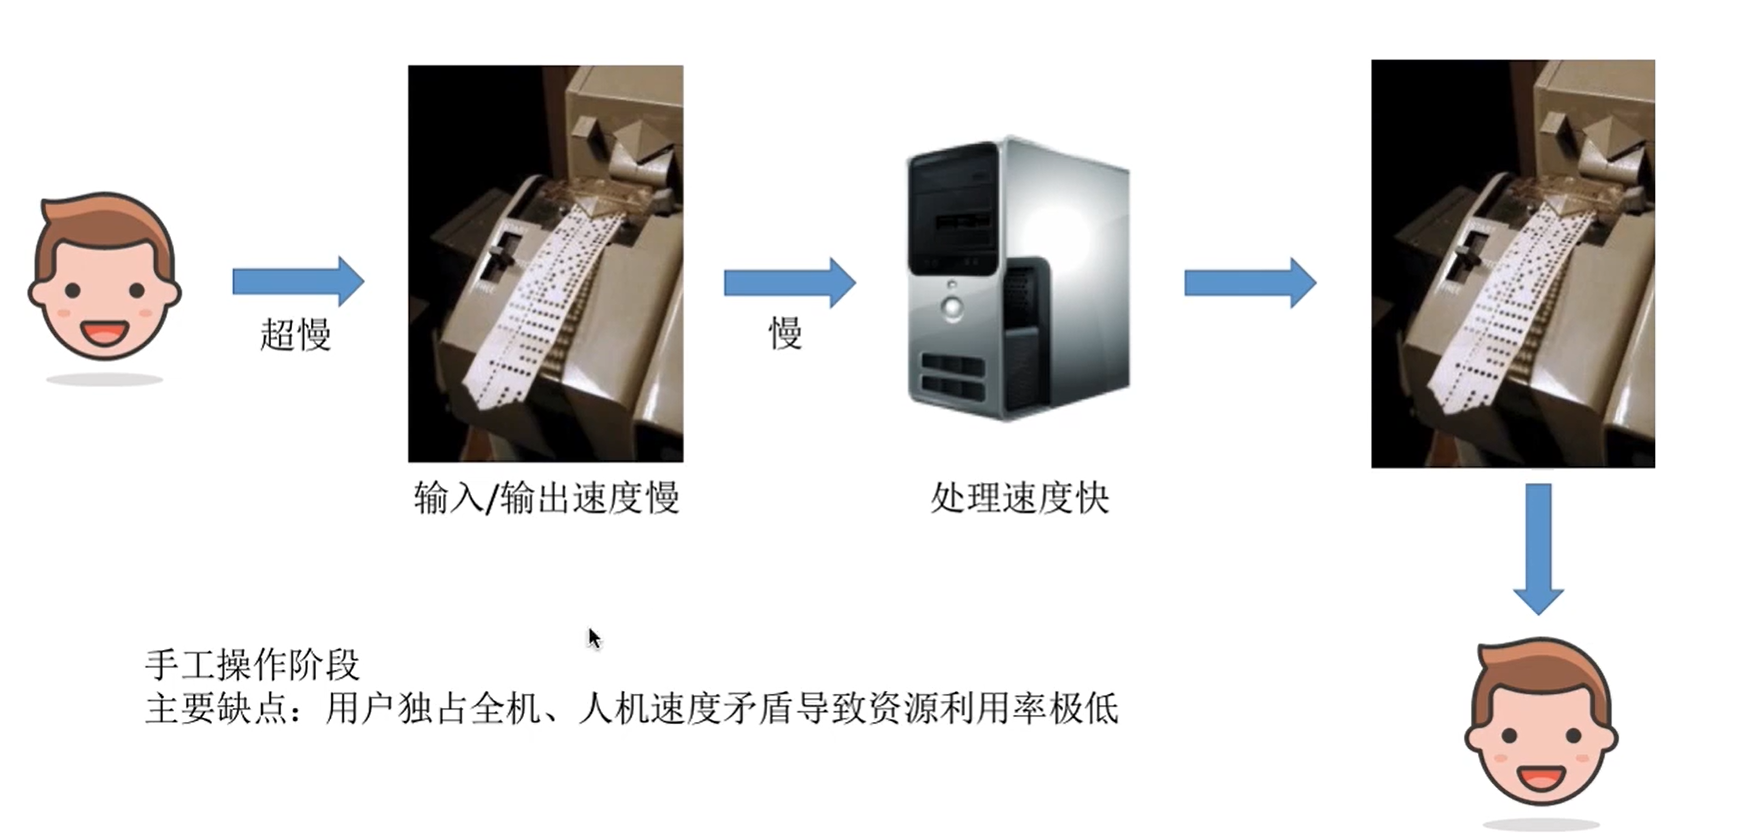 超慢
慢
输入/输出速度慢
处理速度快
手工操作阶段
主要缺点：用户独占全机、人机速度矛盾导致资源利用率极低